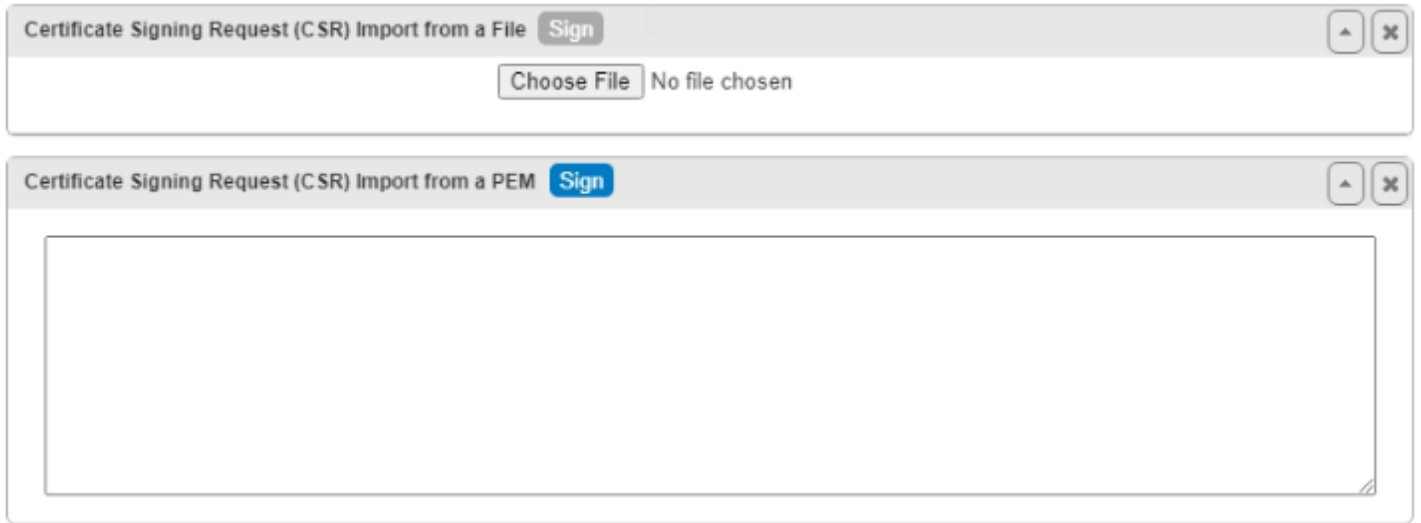 Certificate Signing Request (CSR) Import from a File Sign
Choose File No file chosen
Certificate Signing Request (CSR) Import from a PEM Sign